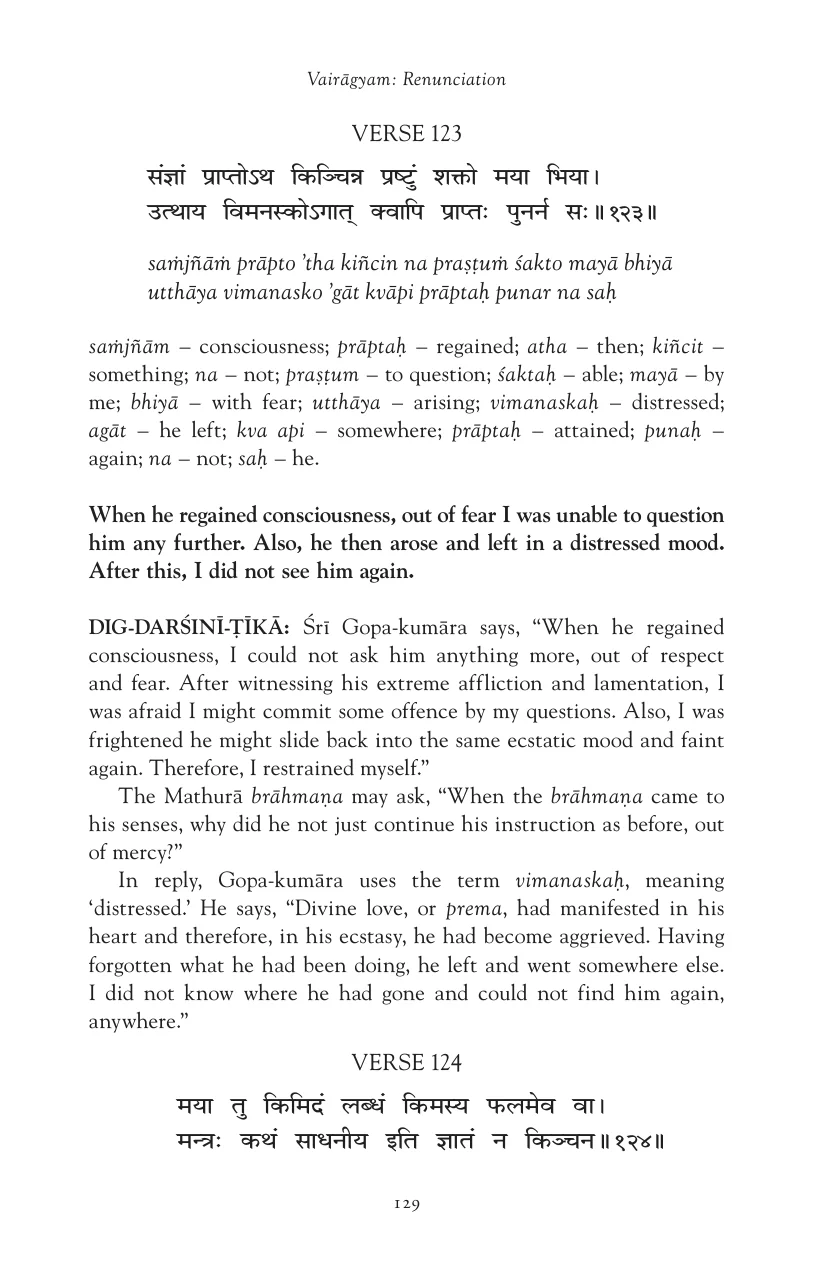 Vairāgyam: Renunciation
VERSE 123
संज्ञां प्राप्तोऽथ किञ्चिन्न प्रष्टुं शक्तो मया भिया।
उत्थाय विमनस्कोऽगात् क्वापि प्राप्तः पुनर्न सः॥१२३॥
saṁjñāṁ prāpto ’tha kiñcin na praṣṭuṁ śakto mayā bhiyā
utthāya vimanasko ’gāt kvāpi prāptaḥ punar na saḥ
saṁjñām – consciousness; prāptaḥ – regained; atha – then; kiñcit –
something; na – not; praṣṭum – to question; śaktaḥ – able; mayā – by
me; bhiyā – with fear; utthāya – arising; vimanaskaḥ – distressed;
agāt – he left; kva api – somewhere; prāptaḥ – attained; punaḥ –
again; na – not; saḥ – he.
When he regained consciousness, out of fear I was unable to question
him any further. Also, he then arose and left in a distressed mood.
After this, I did not see him again.
DIG-DARŚINĪ-ṬĪKĀ: Śrī Gopa-kumāra says, “When he regained
consciousness, I could not ask him anything more, out of respect
and fear. After witnessing his extreme affliction and lamentation, I
was afraid I might commit some offence by my questions. Also, I was
frightened he might slide back into the same ecstatic mood and faint
again. Therefore, I restrained myself.”
The Mathurā brāhmaṇa may ask, “When the brāhmaṇa came to
his senses, why did he not just continue his instruction as before, out
of mercy?”
In reply, Gopa-kumāra uses the term vimanaskaḥ, meaning
‘distressed.’ He says, “Divine love, or prema, had manifested in his
heart and therefore, in his ecstasy, he had become aggrieved. Having
forgotten what he had been doing, he left and went somewhere else.
I did not know where he had gone and could not find him again,
anywhere.”
VERSE 124
मया तु किमिदं लब्धं किमस्य फलमेव वा।
मन्त्रः कथं साधनीय इति ज्ञातं न किञ्चन॥१२४॥
129